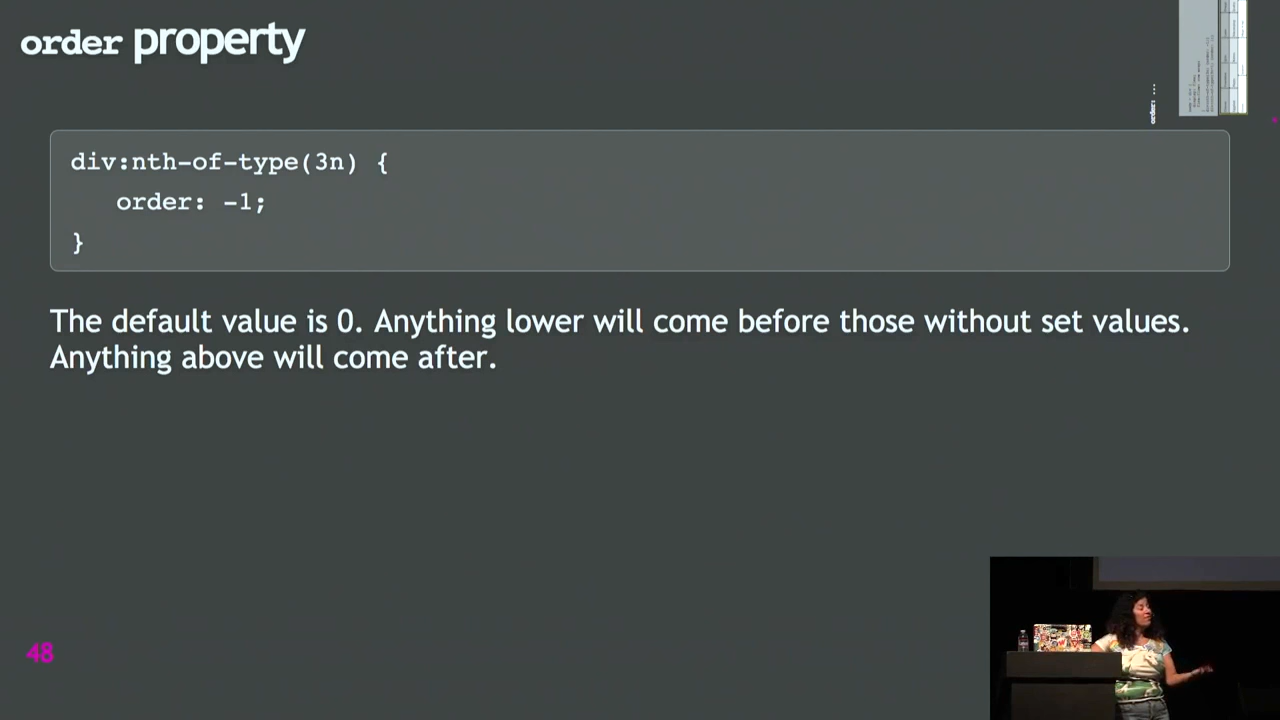 order property
order: ...
div:nth-of-type(3n) {
order: -1;
}
The default value is 0. Anything lower will come before those without set values.
Anything above will come after.
48